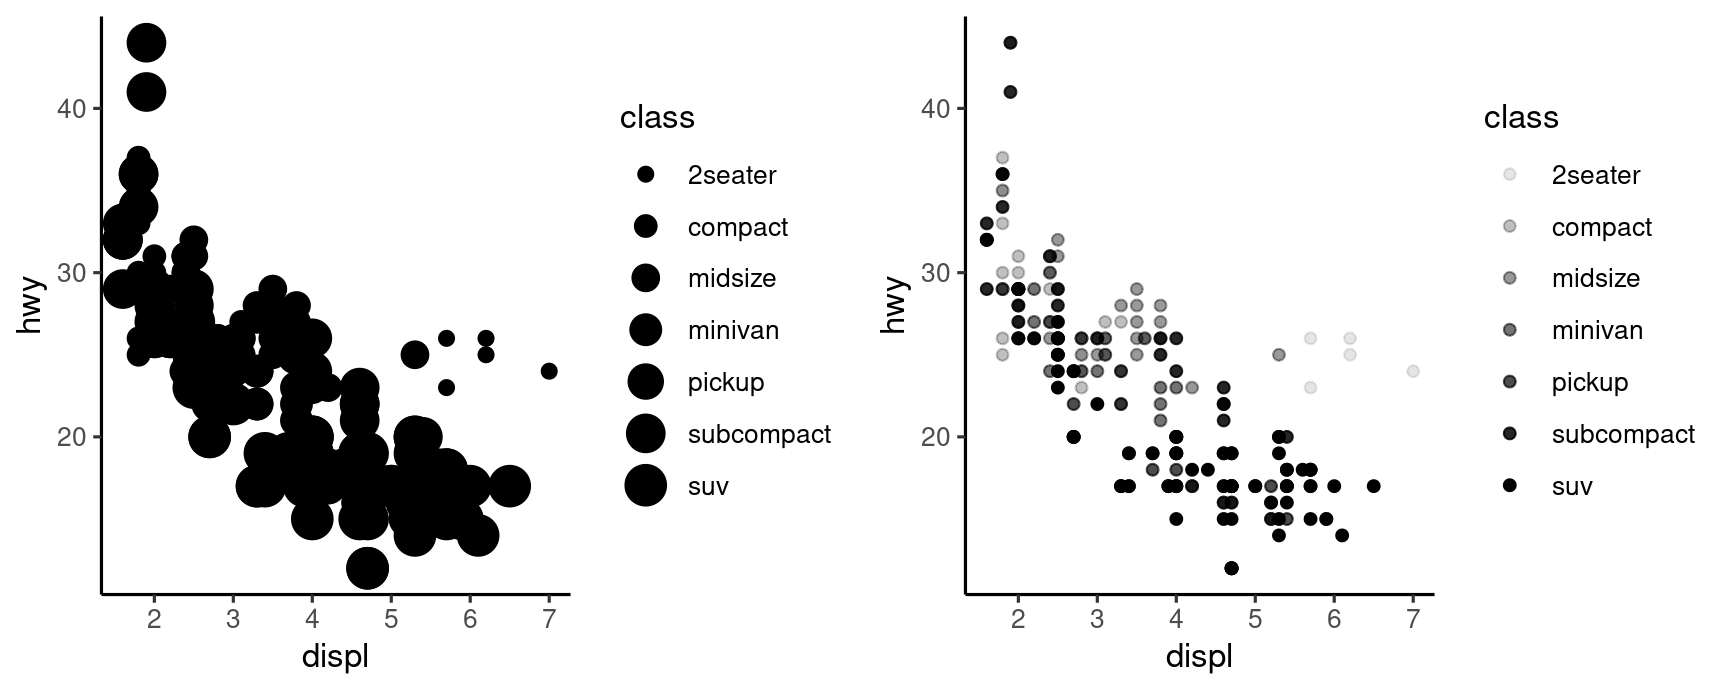 hwy
40
30
20
2 3 4 5 6 7
displ
class
2seater
compact
midsize
minivan
pickup
subcompact
suv
hwy
40
30
20
2 3 4 5 6 7
displ
class
2seater
compact
midsize
minivan
pickup
subcompact
suv